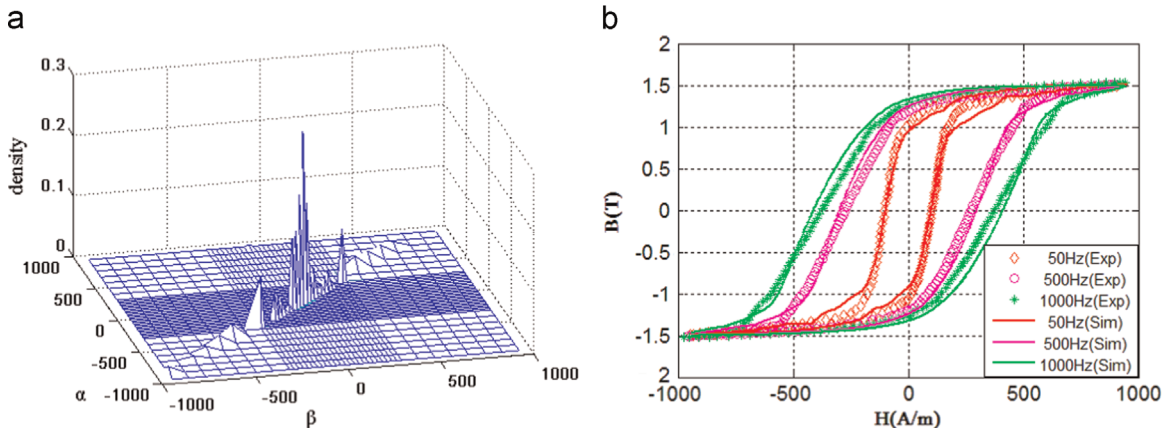 a
0.3
0.2
0.1
0
density
1000
500
0
-500
-1000
α
-1000
-500
0
500
1000
β
b
2
1.5
1
0.5
0
-0.5
-1
-1.5
2
B(T)
-1000
-500
0
500
1000
H(A/m)
50Hz(Exp)
500Hz(Exp)
1000Hz(Exp)
50Hz(Sim)
500Hz(Sim)
1000Hz(Sim)